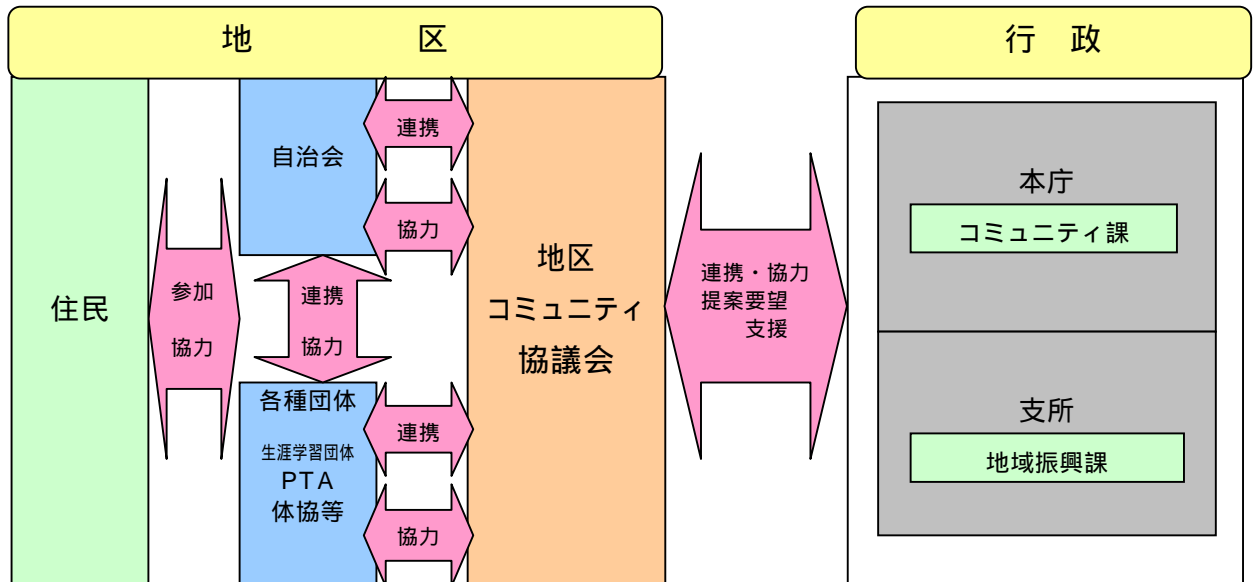 地　区
行　政
住民
参加
協力
自治会
連携
協力
連携
協力
各種団体
生涯学習団体
PTA
体協等
連携
協力
地区
コミュニティ
協議会
連携・協力
提案要望
支援
本庁
コミュニティ課
支所
地域振興課